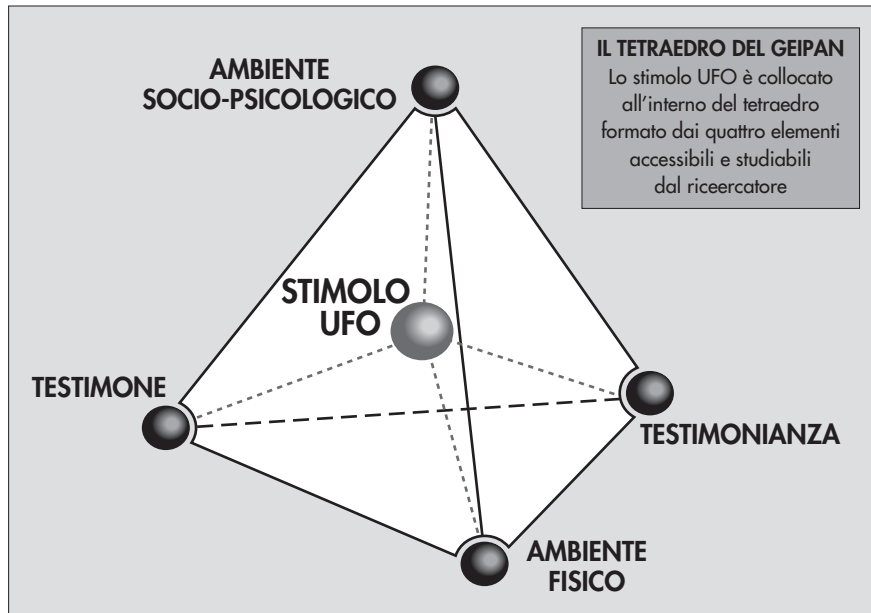 IL TETRAEDRO DEL GEIPAN
Lo stimolo UFO è collocato
all'interno del tetraedro
formato dai quattro elementi
accessibili e studiabili
dal riceercatore
AMBIENTE
SOCIO-PSICOLOGICO
STIMOLO
UFO
TESTIMONE
TESTIMONIANZA
AMBIENTE
FISICO